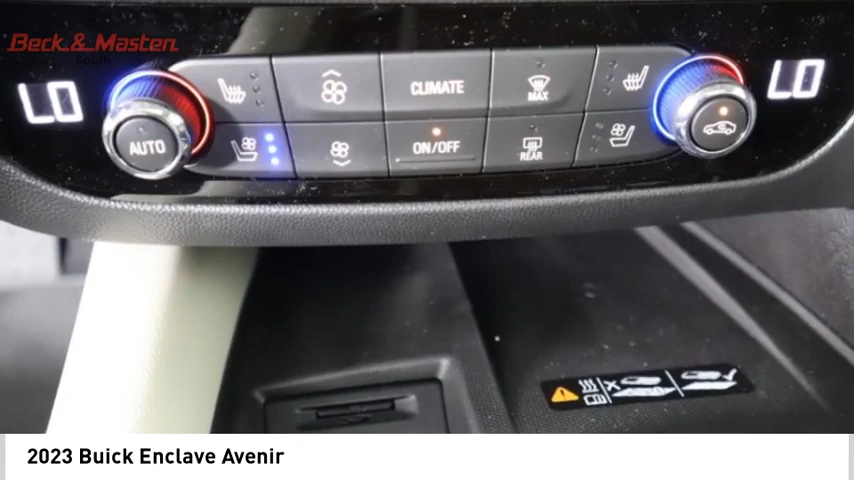 Beck & Masten
South
LO
LO
CLIMATE
MAX
AUTO
ON/OFF
REAR
2023 Buick Enclave Avenir